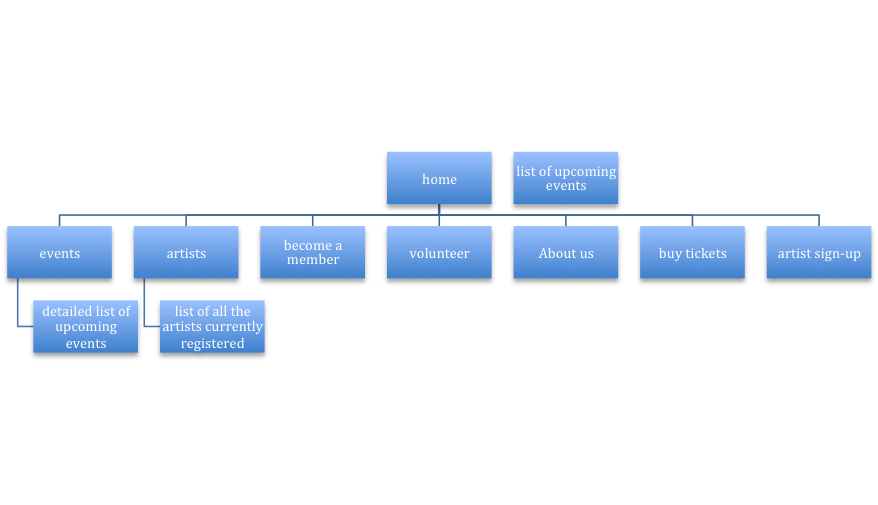 home
list of upcoming
events
events
artists
become a
member
volunteer
About us
buy tickets
artist sign-up
detailed list of
upcoming
events
list of all the
artists currently
registered